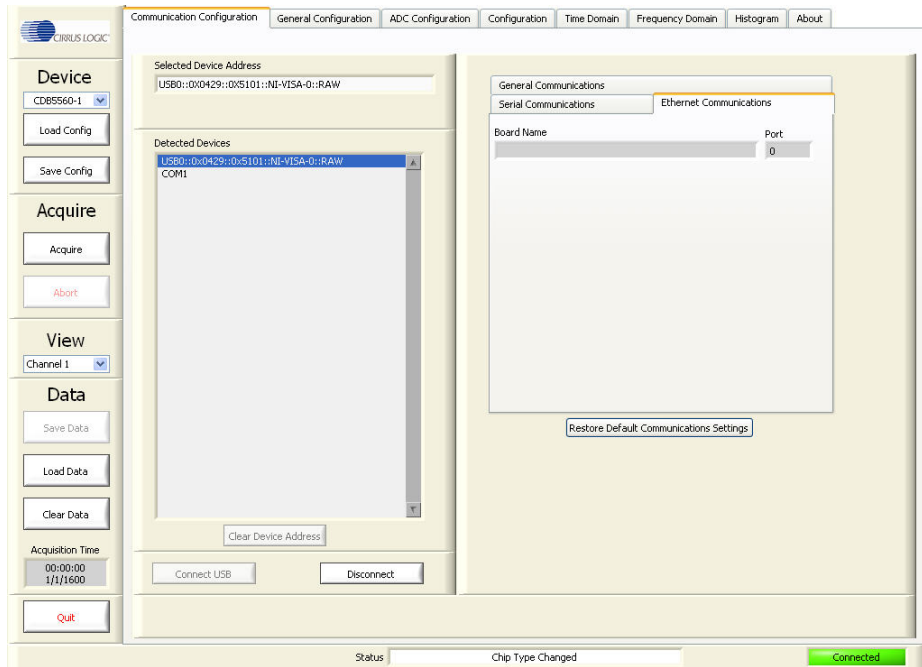 CIRRUS LOGIC
Communication Configuration
General Configuration
ADC Configuration
Configuration
Time Domain
Frequency Domain
Histogram
About
Device
CDB5560-1
Load Config
Save Config
Acquire
Acquire
Abort
View
Channel 1
Data
Save Data
Load Data
Clear Data
Acquisition Time
00:00:00
1/1/1600
Quit
Selected Device Address
USB0::0X0429::0X5101::NI-VISA-0::RAW
Detected Devices
USB0::0x0429::0x5101::NI-VISA-0::RAW
COM1
Clear Device Address
Connect USB
Disconnect
General Communications
Serial Communications
Ethernet Communications
Board Name
Port
0
Restore Default Communications Settings
Status
Chip Type Changed
Connected